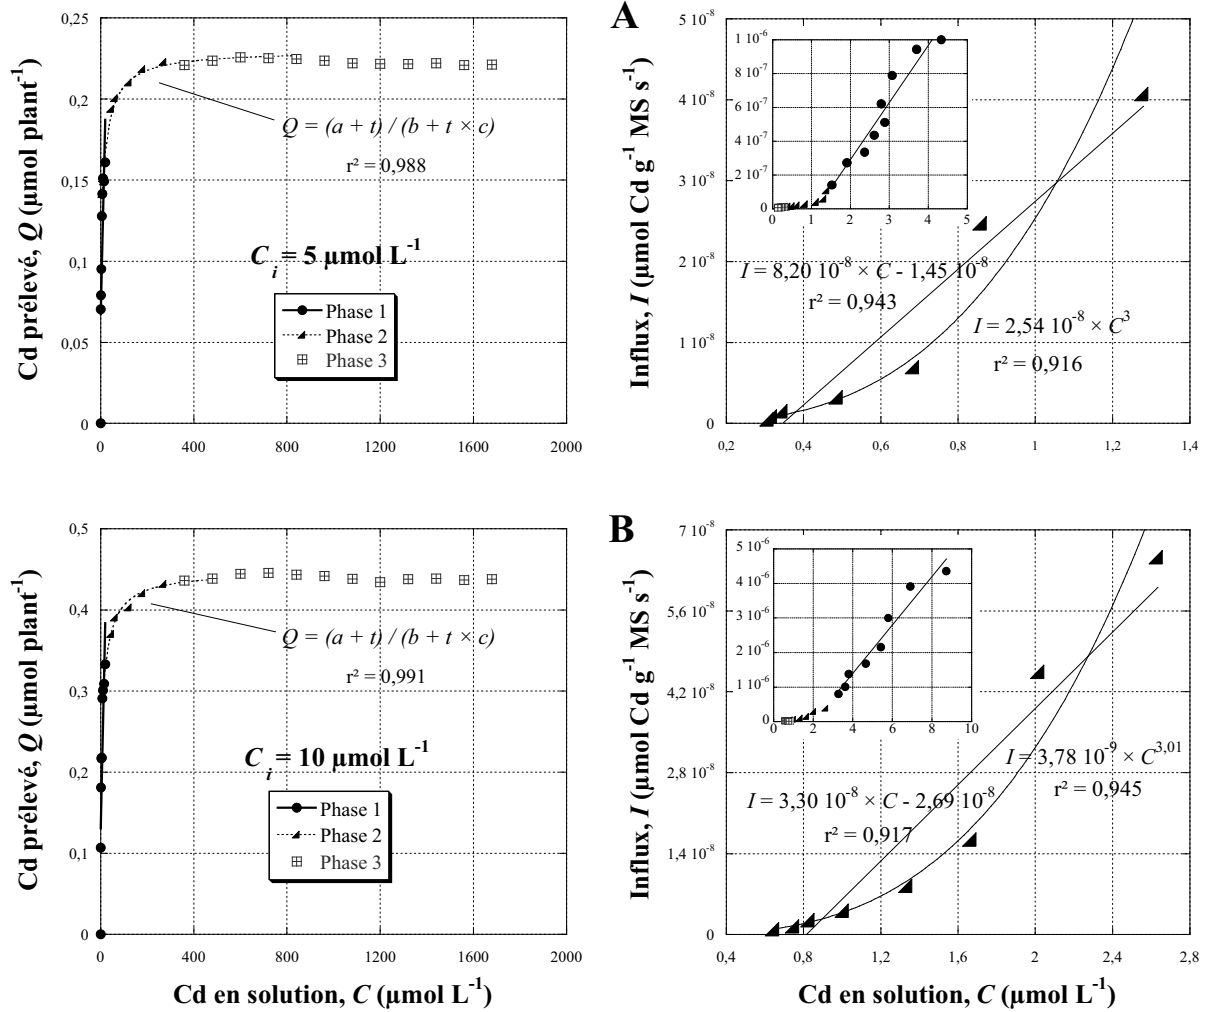 A
Cd prélevé, Q (µmol plant⁻¹)
0,25
0,2
0,15
0,1
0,05
0
0 400 800 1200 1600 2000
Q = (a + t) / (b + t × c)
r² = 0,988
C i = 5 µmol L⁻¹
Phase 1
Phase 2
Phase 3
Influx, I (µmol Cd g⁻¹ MS s⁻¹)
5 10⁻⁸
4 10⁻⁸
3 10⁻⁸
2 10⁻⁸
1 10⁻⁸
0
0,2 0,4 0,6 0,8 1 1,2 1,4
1 10⁻⁶
8 10⁻⁷
6 10⁻⁷
4 10⁻⁷
2 10⁻⁷
0
0 1 2 3 4 5
I = 8,20 10⁻⁸ × C - 1,45 10⁻⁸
r² = 0,943
I = 2,54 10⁻⁸ × C³
r² = 0,916
B
Cd prélevé, Q (µmol plant⁻¹)
0,5
0,4
0,3
0,2
0,1
0
0 400 800 1200 1600 2000
Q = (a + t) / (b + t × c)
r² = 0,991
C i = 10 µmol L⁻¹
Phase 1
Phase 2
Phase 3
Cd en solution, C (µmol L⁻¹)
Influx, I (µmol Cd g⁻¹ MS s⁻¹)
7 10⁻⁸
5,6 10⁻⁸
4,2 10⁻⁸
2,8 10⁻⁸
1,4 10⁻⁸
0
0,4 0,8 1,2 1,6 2 2,4 2,8
5 10⁻⁶
4 10⁻⁶
3 10⁻⁶
2 10⁻⁶
1 10⁻⁶
0
0 2 4 6 8 10
I = 3,78 10⁻⁹ × C³,⁰¹
r² = 0,945
I = 3,30 10⁻⁸ × C - 2,69 10⁻⁸
r² = 0,917
Cd en solution, C (µmol L⁻¹)